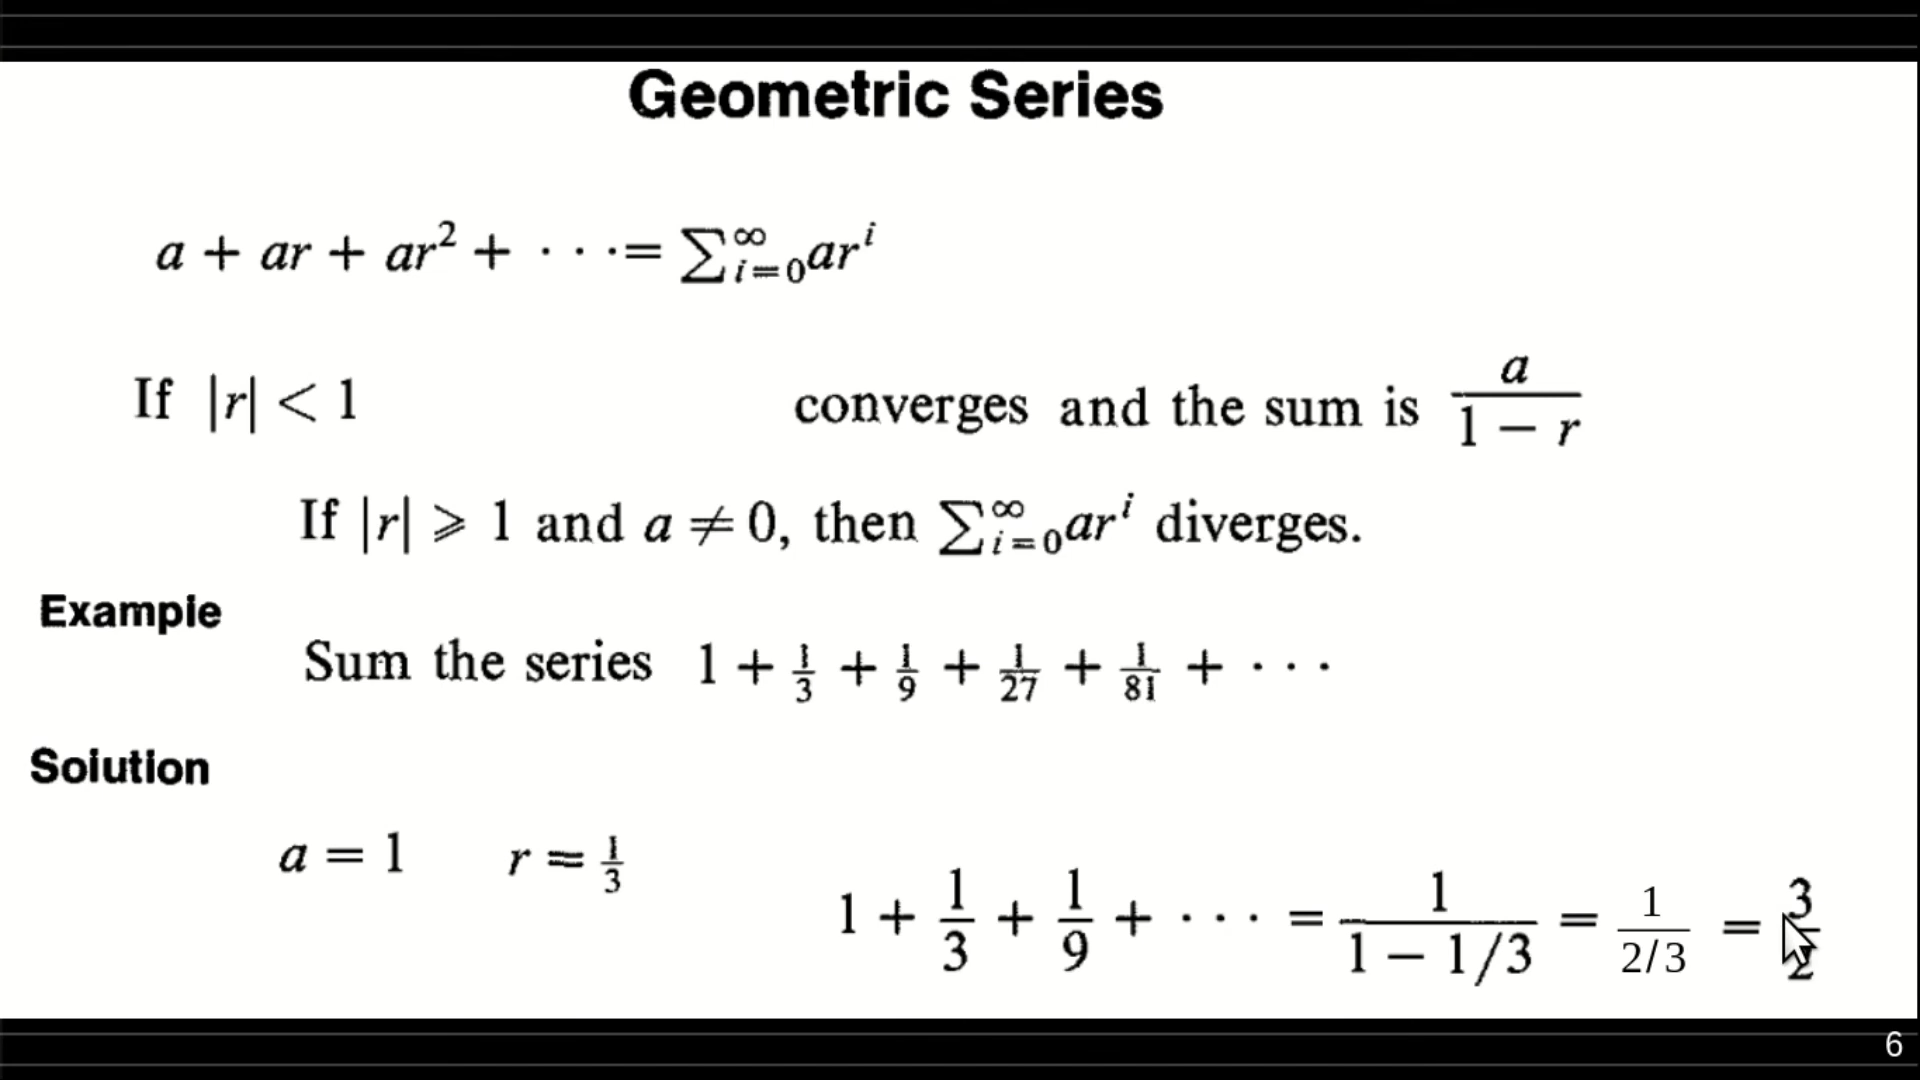 Geometric Series
a + ar + ar² + · · · = ∑_{i=0}^{∞} ar^i
If |r| < 1 converges and the sum is a/(1 − r)
If |r| ⩾ 1 and a ≠ 0, then ∑_{i=0}^{∞} ar^i diverges.
Example
Sum the series 1 + 1/3 + 1/9 + 1/27 + 1/81 + · · ·
Solution
a = 1 r = 1/3
1 + 1/3 + 1/9 + · · · = 1/(1 − 1/3) = 1/(2/3) = 3/2
6